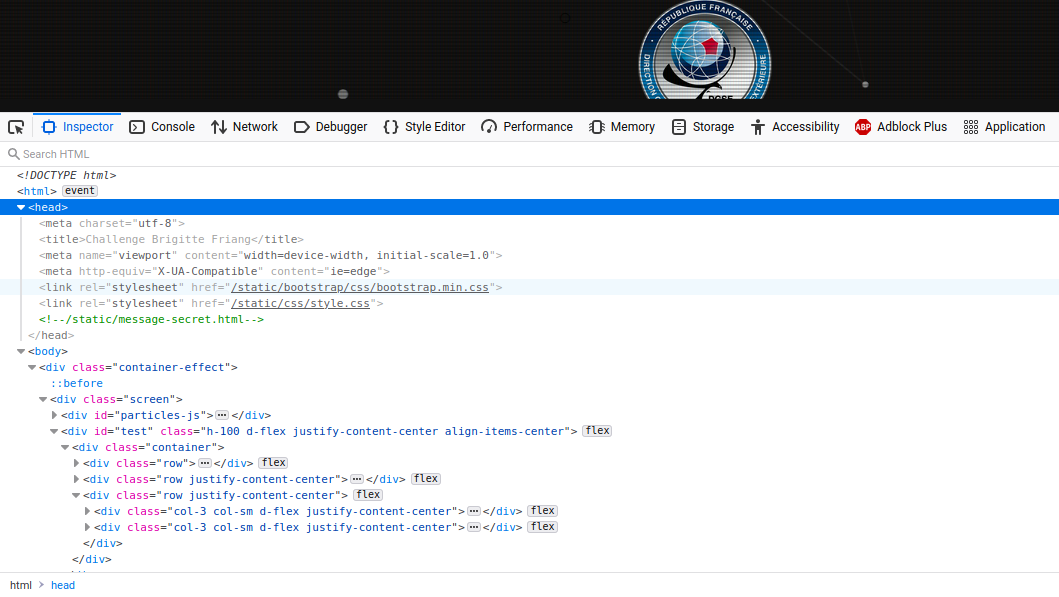 RÉPUBLIQUE FRANÇAISE
DIRECTION
EXTÉRIEURE
DGSE
Inspector Console Network Debugger Style Editor Performance Memory Storage Accessibility ABP Adblock Plus Application
Search HTML
<!DOCTYPE html>
<html> event
<head>
<meta charset="utf-8">
<title>Challenge Brigitte Friang</title>
<meta name="viewport" content="width=device-width, initial-scale=1.0">
<meta http-equiv="X-UA-Compatible" content="ie=edge">
<link rel="stylesheet" href="/static/bootstrap/css/bootstrap.min.css">
<link rel="stylesheet" href="/static/css/style.css">
<!--/static/message-secret.html-->
</head>
<body>
<div class="container-effect">
::before
<div class="screen">
<div id="particles-js">⋯</div>
<div id="test" class="h-100 d-flex justify-content-center align-items-center"> flex
<div class="container">
<div class="row">⋯</div> flex
<div class="row justify-content-center">⋯</div> flex
<div class="row justify-content-center"> flex
<div class="col-3 col-sm d-flex justify-content-center">⋯</div> flex
<div class="col-3 col-sm d-flex justify-content-center">⋯</div> flex
</div>
</div>
html > head